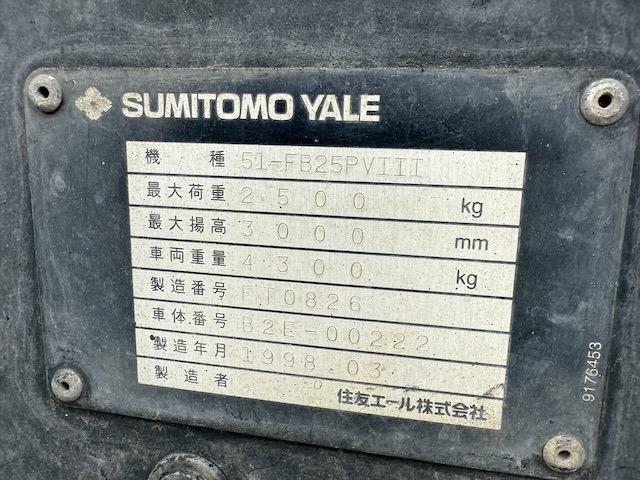 SUMITOMO YALE
機種 51-FB25PVIII
最大荷重 2500 kg
最大揚高 3000 mm
車両重量 4300 kg
製造番号 FT0826
車体番号 B2E-00222
製造年月 1998 03
製造者 住友エール株式会社
9176453